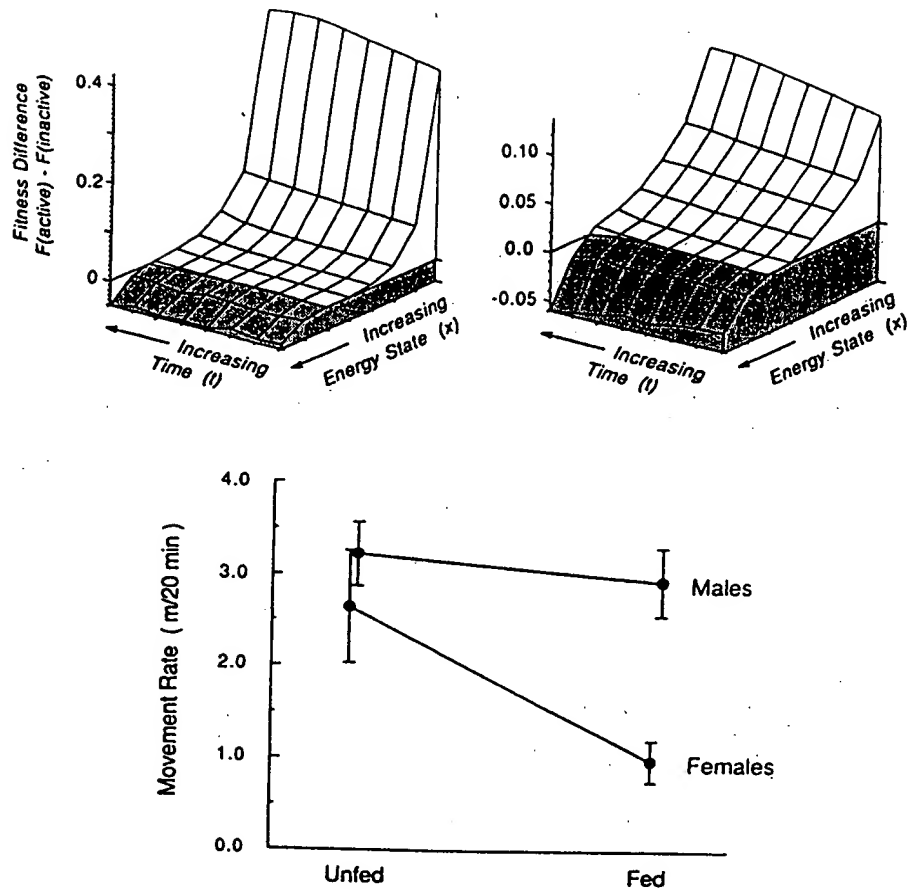 Fitness Difference
F(active) - F(inactive)
0.4
0.2
0
Increasing
Time (t)
Increasing
Energy State (x)
0.10
0.05
0.0
-0.05
Increasing
Time (t)
Increasing
Energy State (x)
Movement Rate ( m/20 min )
4.0
3.0
2.0
1.0
0.0
Males
Females
Unfed
Fed